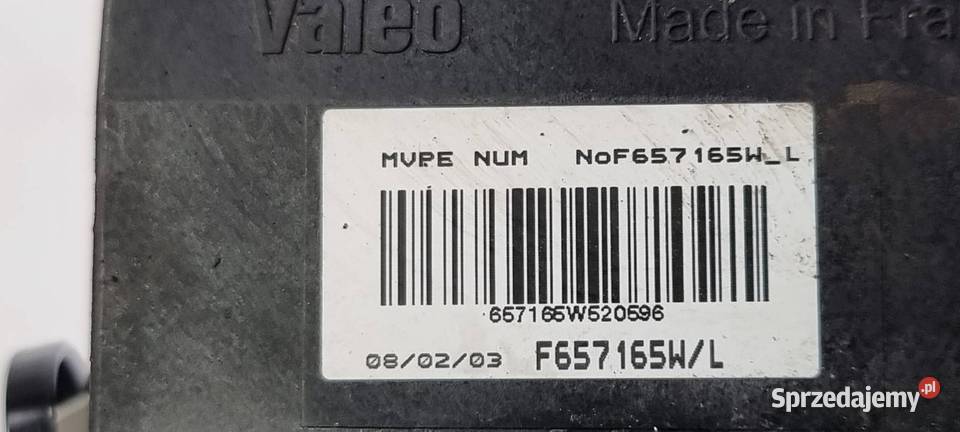 Valeo Made in Fra
MVPE NUM NoF657165W_L
657165W520596
08/02/03 F657165W/L
Sprzedajemy.pl